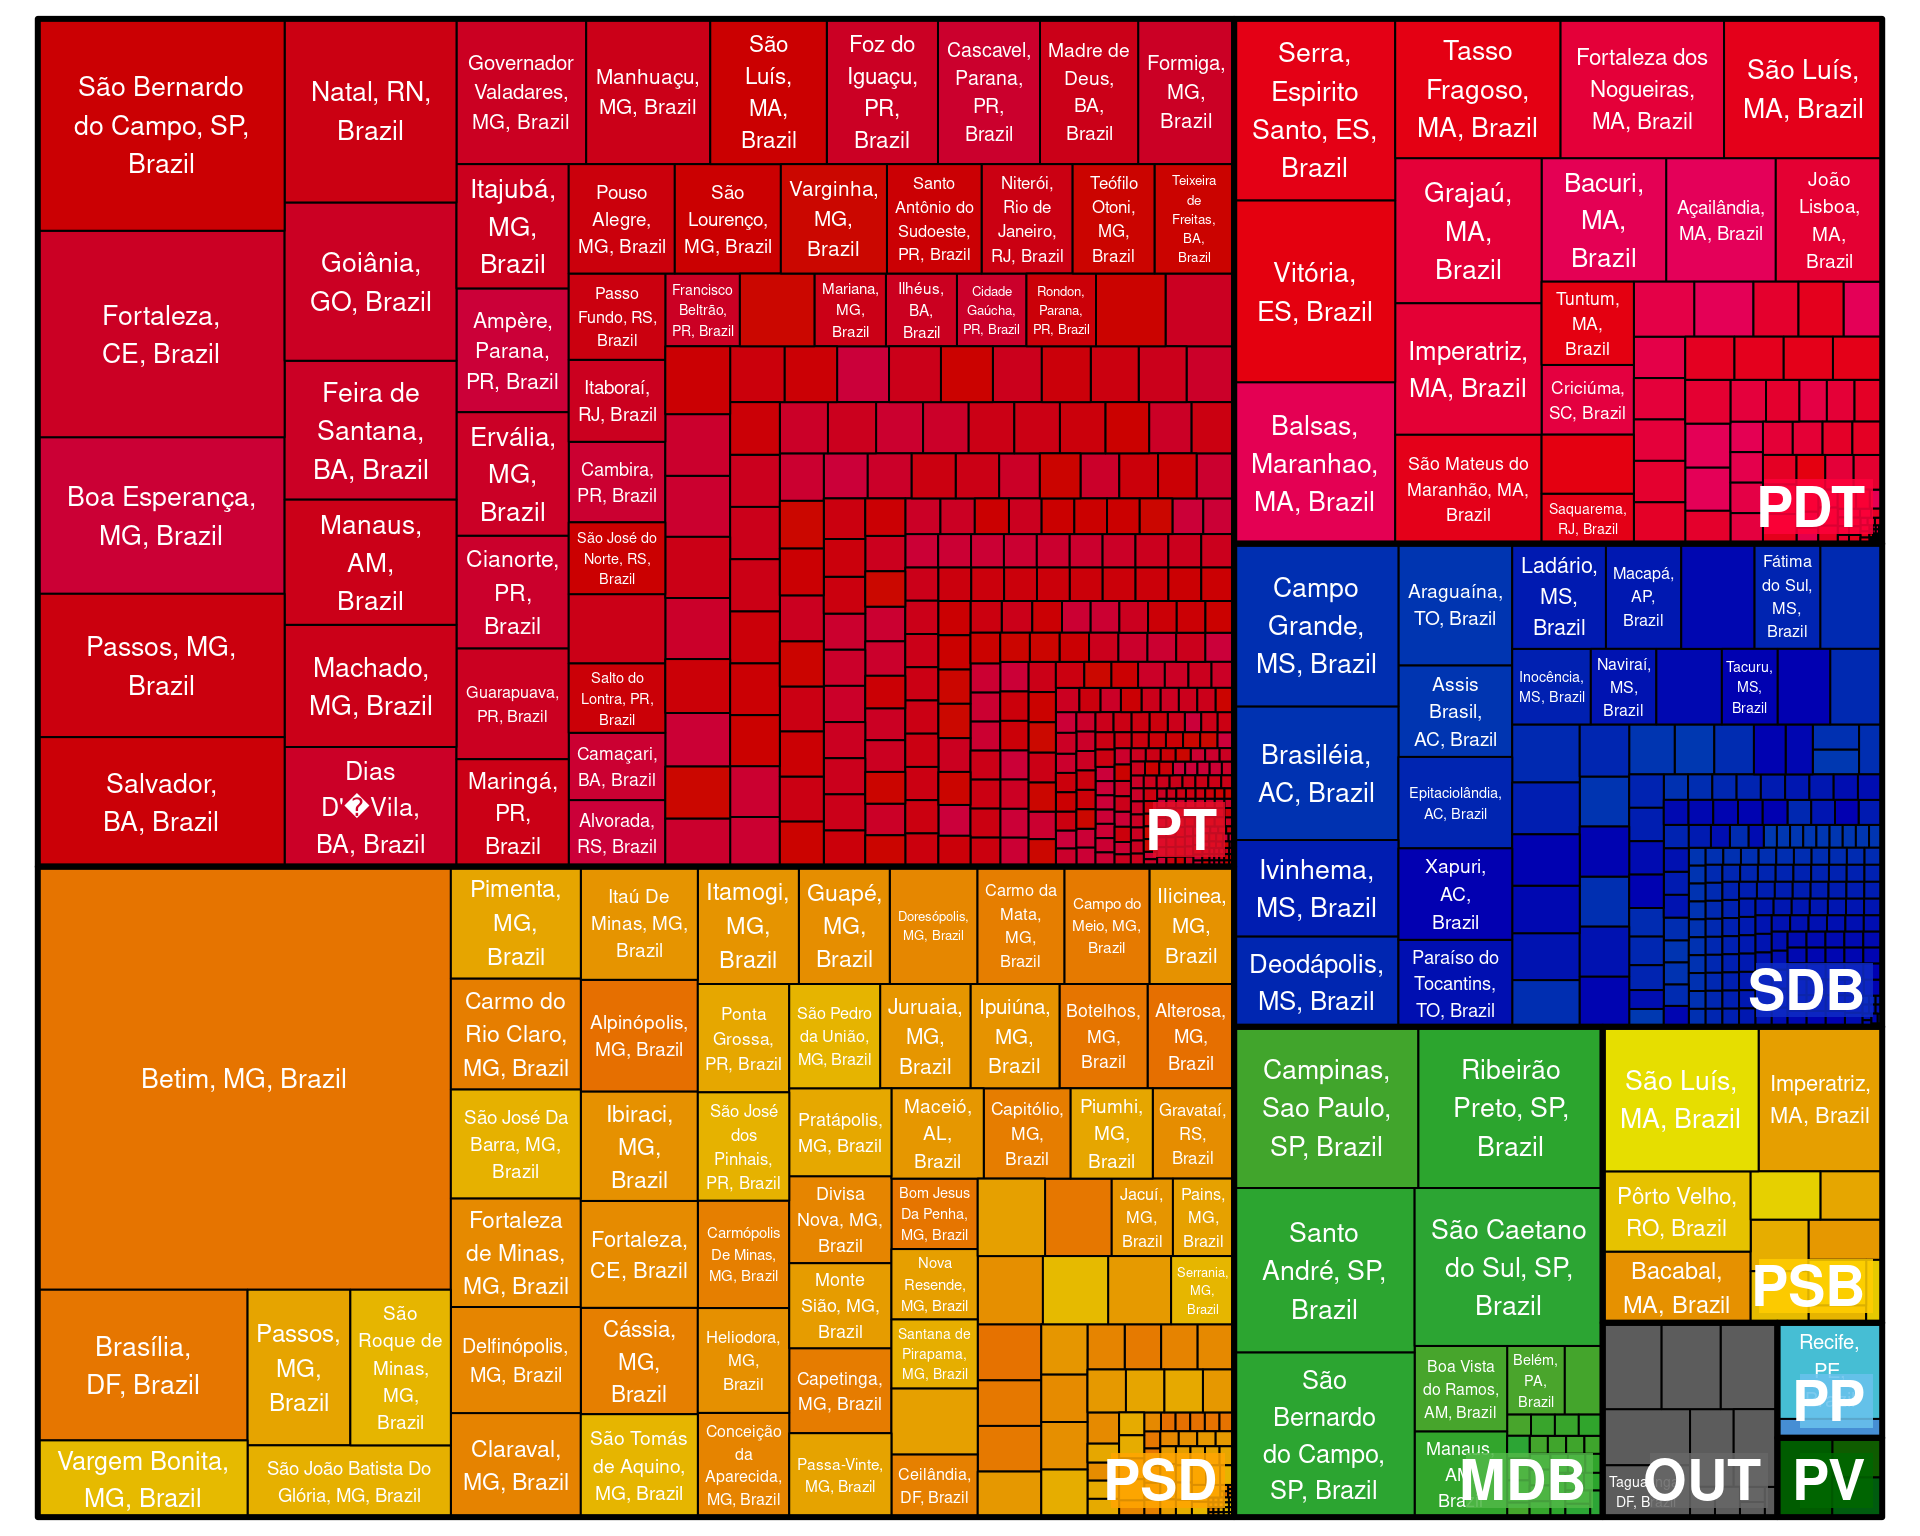 São Bernardo
do Campo, SP,
Brazil
Fortaleza,
CE, Brazil
Boa Esperança,
MG, Brazil
Passos, MG,
Brazil
Salvador,
BA, Brazil
Natal, RN,
Brazil
Goiânia,
GO, Brazil
Feira de
Santana,
BA, Brazil
Manaus,
AM,
Brazil
Machado,
MG, Brazil
Dias
D'�Vila,
BA, Brazil
Governador
Valadares,
MG, Brazil
Manhuaçu,
MG, Brazil
São
Luís,
MA,
Brazil
Foz do
Iguaçu,
PR,
Brazil
Cascavel,
Parana,
PR,
Brazil
Madre de
Deus,
BA,
Brazil
Formiga,
MG,
Brazil
Itajubá,
MG,
Brazil
Ampère,
Parana,
PR, Brazil
Ervália,
MG,
Brazil
Cianorte,
PR,
Brazil
Guarapuava,
PR, Brazil
Maringá,
PR,
Brazil
Pouso
Alegre,
MG, Brazil
São
Lourenço,
MG, Brazil
Varginha,
MG,
Brazil
Santo
Antônio do
Sudoeste,
PR, Brazil
Niterói,
Rio de
Janeiro,
RJ, Brazil
Teófilo
Otoni,
MG,
Brazil
Teixeira
de
Freitas,
BA,
Brazil
Passo
Fundo, RS,
Brazil
Itaboraí,
RJ, Brazil
Cambira,
PR, Brazil
São José do
Norte, RS,
Brazil
Salto do
Lontra, PR,
Brazil
Camaçari,
BA, Brazil
Alvorada,
RS, Brazil
Francisco
Beltrão,
PR, Brazil
Mariana,
MG,
Brazil
Ilhéus,
BA,
Brazil
Cidade
Gaúcha,
PR, Brazil
Rondon,
Parana,
PR, Brazil
PT
Serra,
Espirito
Santo, ES,
Brazil
Vitória,
ES, Brazil
Balsas,
Maranhao,
MA, Brazil
Tasso
Fragoso,
MA, Brazil
Fortaleza dos
Nogueiras,
MA, Brazil
São Luís,
MA, Brazil
Grajaú,
MA,
Brazil
Imperatriz,
MA, Brazil
São Mateus do
Maranhão, MA,
Brazil
Bacuri,
MA,
Brazil
Açailândia,
MA, Brazil
João
Lisboa,
MA,
Brazil
Tuntum,
MA,
Brazil
Criciúma,
SC, Brazil
Saquarema,
RJ, Brazil
PDT
Campo
Grande,
MS, Brazil
Brasiléia,
AC, Brazil
Ivinhema,
MS, Brazil
Deodápolis,
MS, Brazil
Araguaína,
TO, Brazil
Assis
Brasil,
AC, Brazil
Epitaciolândia,
AC, Brazil
Xapuri,
AC,
Brazil
Paraíso do
Tocantins,
TO, Brazil
Ladário,
MS,
Brazil
Macapá,
AP,
Brazil
Fátima
do Sul,
MS,
Brazil
Inocência,
MS, Brazil
Naviraí,
MS,
Brazil
Tacuru,
MS,
Brazil
SDB
Betim, MG, Brazil
Brasília,
DF, Brazil
Passos,
MG,
Brazil
São
Roque de
Minas,
MG,
Brazil
Vargem Bonita,
MG, Brazil
São João Batista Do
Glória, MG, Brazil
Pimenta,
MG,
Brazil
Carmo do
Rio Claro,
MG, Brazil
São José Da
Barra, MG,
Brazil
Fortaleza
de Minas,
MG, Brazil
Delfinópolis,
MG, Brazil
Claraval,
MG, Brazil
Itaú De
Minas, MG,
Brazil
Alpinópolis,
MG, Brazil
Ibiraci,
MG,
Brazil
Fortaleza,
CE, Brazil
Cássia,
MG,
Brazil
São Tomás
de Aquino,
MG, Brazil
Itamogi,
MG,
Brazil
Guapé,
MG,
Brazil
Doresópolis,
MG, Brazil
Carmo da
Mata,
MG,
Brazil
Campo do
Meio, MG,
Brazil
Ilicinea,
MG,
Brazil
Ponta
Grossa,
PR, Brazil
São José
dos
Pinhais,
PR, Brazil
Carmópolis
De Minas,
MG, Brazil
Heliodora,
MG,
Brazil
Conceição
da
Aparecida,
MG, Brazil
São Pedro
da União,
MG, Brazil
Juruaia,
MG,
Brazil
Ipuiúna,
MG,
Brazil
Botelhos,
MG,
Brazil
Alterosa,
MG,
Brazil
Pratápolis,
MG, Brazil
Divisa
Nova, MG,
Brazil
Monte
Sião, MG,
Brazil
Capetinga,
MG, Brazil
Passa-Vinte,
MG, Brazil
Maceió,
AL,
Brazil
Capitólio,
MG,
Brazil
Piumhi,
MG,
Brazil
Gravataí,
RS,
Brazil
Bom Jesus
Da Penha,
MG, Brazil
Nova
Resende,
MG, Brazil
Santana de
Pirapama,
MG, Brazil
Ceilândia,
DF, Brazil
Jacuí,
MG,
Brazil
Pains,
MG,
Brazil
Serrania,
MG,
Brazil
PSD
Campinas,
Sao Paulo,
SP, Brazil
Ribeirão
Preto, SP,
Brazil
Santo
André, SP,
Brazil
São Caetano
do Sul, SP,
Brazil
São
Bernardo
do Campo,
SP, Brazil
Boa Vista
do Ramos,
AM, Brazil
Belém,
PA,
Brazil
Manaus,
MDB
São Luís,
MA, Brazil
Imperatriz,
MA, Brazil
Pôrto Velho,
RO, Brazil
Bacabal,
MA, Brazil
PSB
DF,
OUT
Recife,
PE,
PP
PV